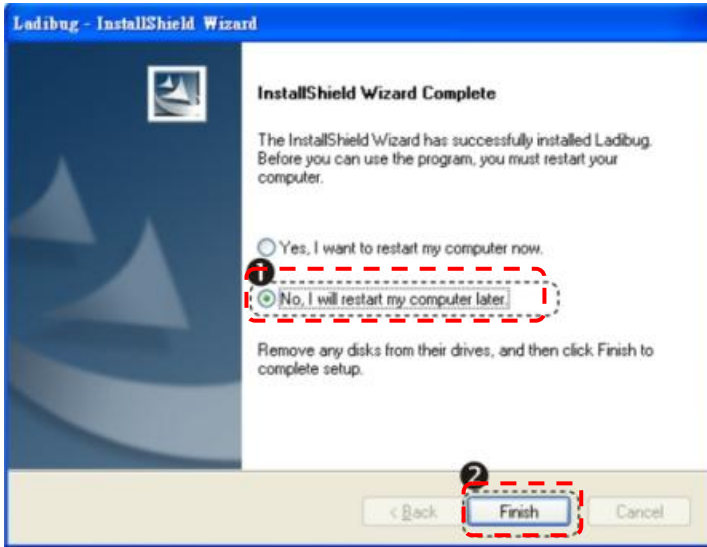 Ladibug - InstallShield Wizard
InstallShield Wizard Complete
The InstallShield Wizard has successfully installed Ladibug.
Before you can use the program, you must restart your
computer.
Yes, I want to restart my computer now.
1
No, I will restart my computer later.
Remove any disks from their drives, and then click Finish to
complete setup.
2
< Back Finish Cancel